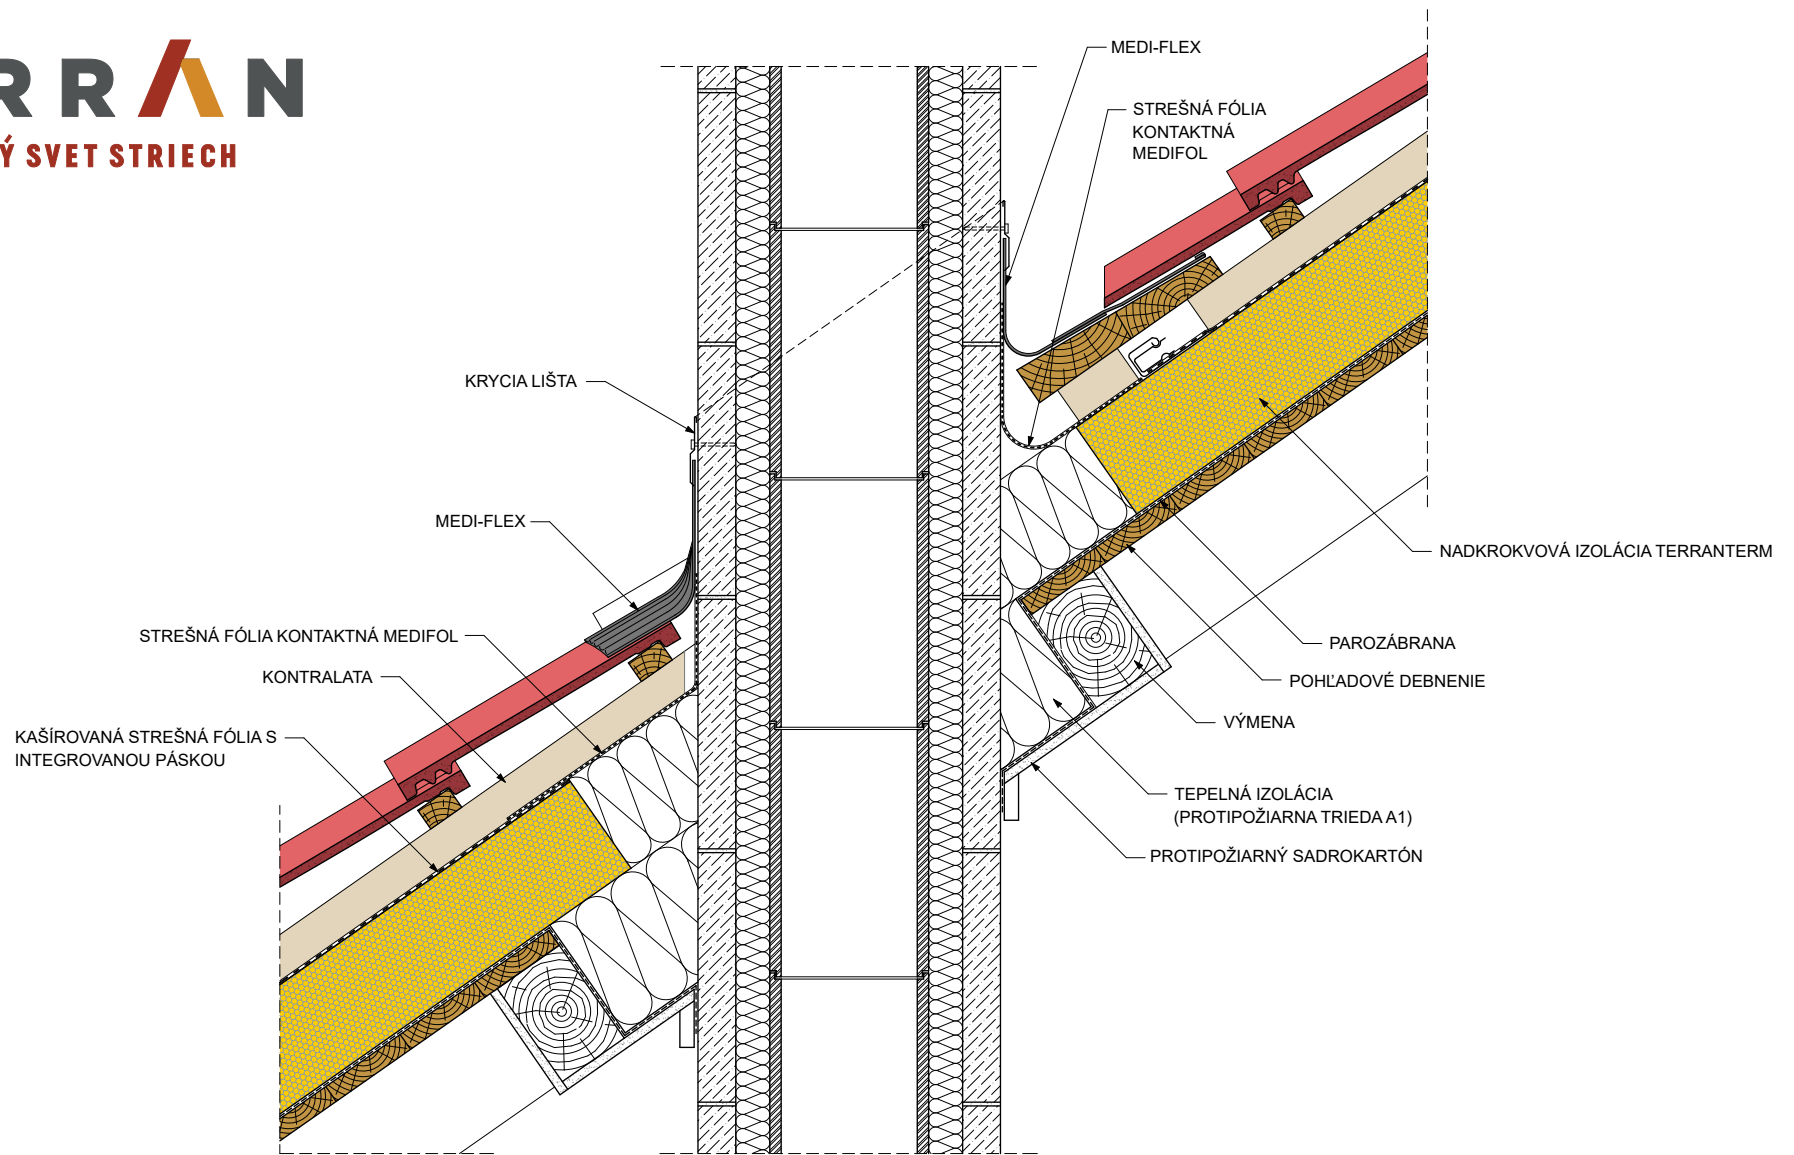 RRAN
Ý SVET STRIECH
MEDI-FLEX
STREŠNÁ FÓLIA
KONTAKTNÁ
MEDIFOL
KRYCIA LIŠTA
MEDI-FLEX
STREŠNÁ FÓLIA KONTAKTNÁ MEDIFOL
KONTRALATA
KAŠÍROVANÁ STREŠNÁ FÓLIA S
INTEGROVANOU PÁSKOU
NADKROKVOVÁ IZOLÁCIA TERRANTERM
PAROZÁBRANA
POHĽADOVÉ DEBNENIE
VÝMENA
TEPELNÁ IZOLÁCIA
(PROTIPOŽIARNA TRIEDA A1)
PROTIPOŽIARNÝ SADROKARTÓN